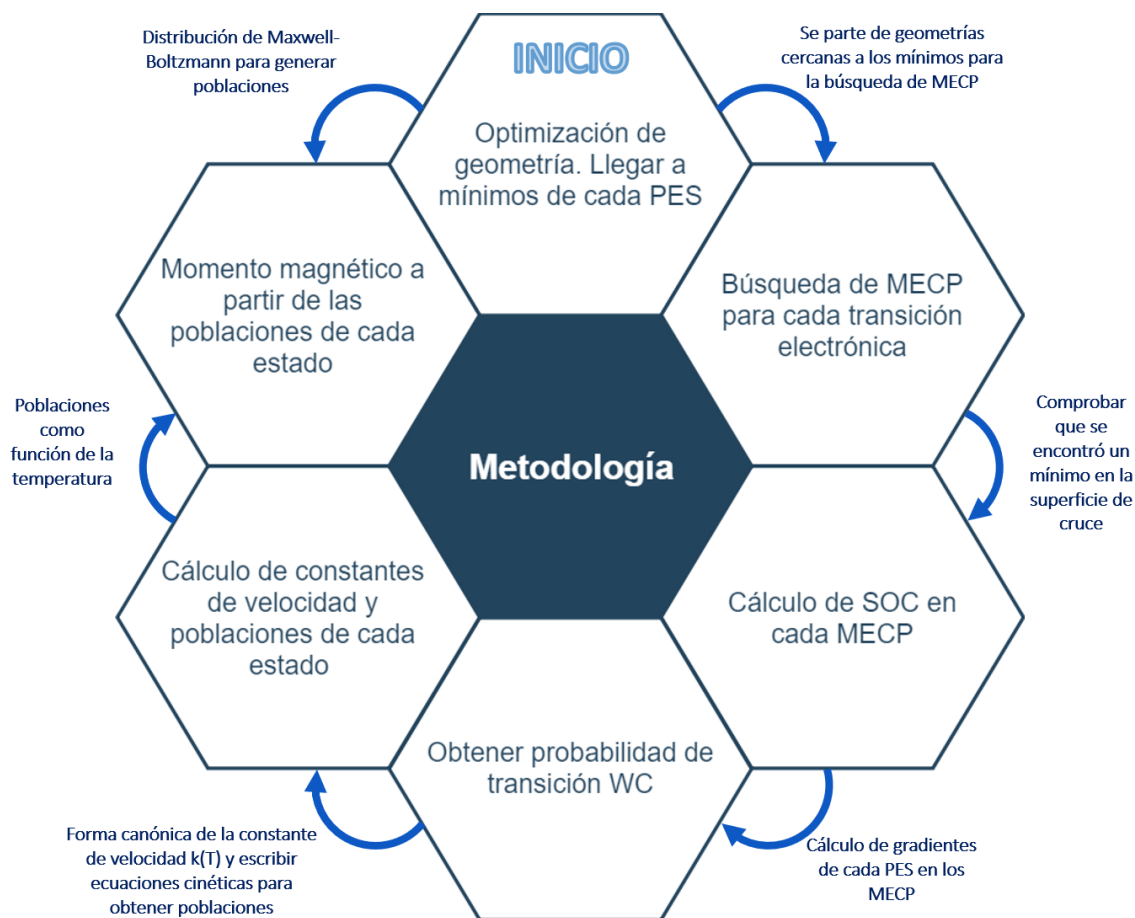 INICIO
Optimización de
geometría. Llegar a
mínimos de cada PES
Se parte de geometrías
cercanas a los mínimos para
la búsqueda de MECP
Búsqueda de MECP
para cada transición
electrónica
Comprobar
que se
encontró un
mínimo en la
superficie de
cruce
Cálculo de SOC en
cada MECP
Cálculo de gradientes
de cada PES en los
MECP
Obtener probabilidad de
transición WC
Forma canónica de la constante
de velocidad k(T) y escribir
ecuaciones cinéticas para
obtener poblaciones
Cálculo de constantes
de velocidad y
poblaciones de cada
estado
Poblaciones
como
función de la
temperatura
Momento magnético a
partir de las
poblaciones de cada
estado
Distribución de Maxwell-
Boltzmann para generar
poblaciones
Metodología